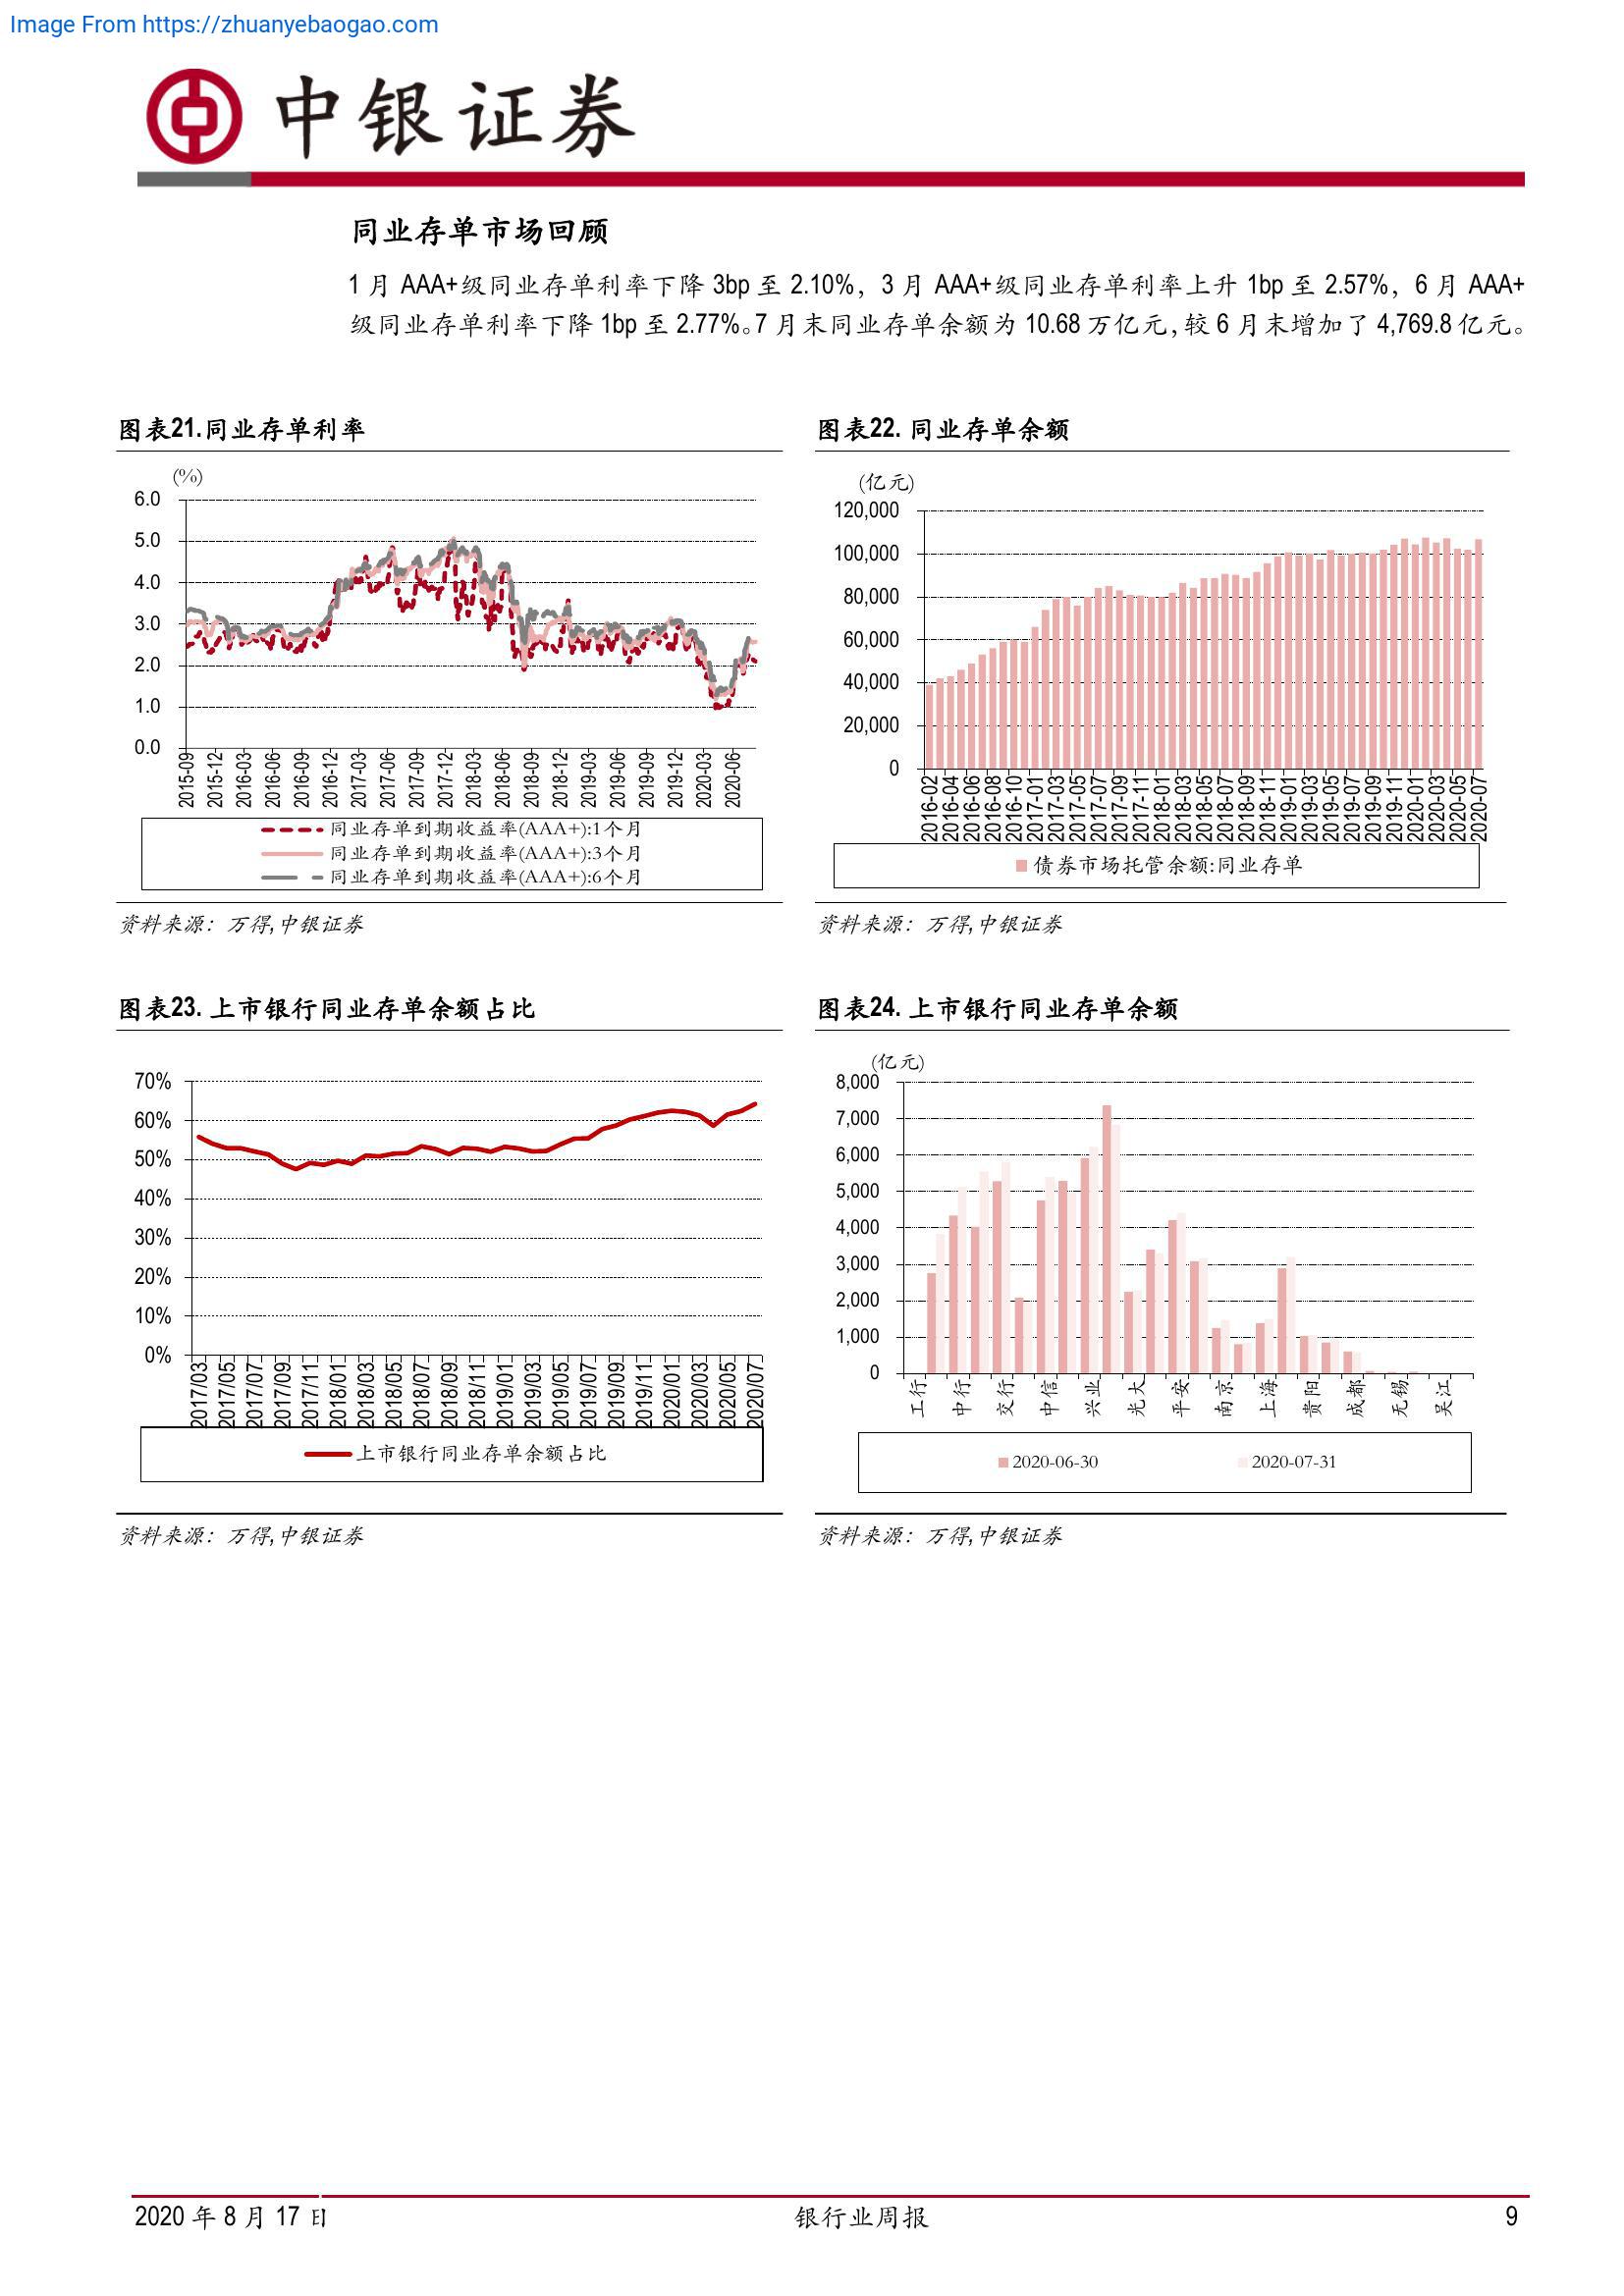 Image From https://zhuanyebaogao.com
中银证券
同业存单市场回顾
1 月 AAA+级同业存单利率下降 3bp 至 2.10%，3 月 AAA+级同业存单利率上升 1bp 至 2.57%，6 月 AAA+
级同业存单利率下降 1bp 至 2.77%。7 月末同业存单余额为 10.68 万亿元，较 6 月末增加了 4,769.8 亿元。
图表21.同业存单利率
(%)
6.0
5.0
4.0
3.0
2.0
1.0
0.0
2015-09
2015-12
2016-03
2016-06
2016-09
2016-12
2017-03
2017-06
2017-09
2017-12
2018-03
2018-06
2018-09
2018-12
2019-03
2019-06
2019-09
2019-12
2020-03
2020-06
同业存单到期收益率(AAA+):1个月
同业存单到期收益率(AAA+):3个月
同业存单到期收益率(AAA+):6个月
资料来源：万得,中银证券
图表22. 同业存单余额
(亿元)
120,000
100,000
80,000
60,000
40,000
20,000
0
2016-02
2016-04
2016-06
2016-08
2016-10
2017-01
2017-03
2017-05
2017-07
2017-09
2017-11
2018-01
2018-03
2018-05
2018-07
2018-09
2018-11
2019-01
2019-03
2019-05
2019-07
2019-09
2019-11
2020-01
2020-03
2020-05
2020-07
债券市场托管余额:同业存单
资料来源：万得,中银证券
图表23. 上市银行同业存单余额占比
70%
60%
50%
40%
30%
20%
10%
0%
2017/03
2017/05
2017/07
2017/09
2017/11
2018/01
2018/03
2018/05
2018/07
2018/09
2018/11
2019/01
2019/03
2019/05
2019/07
2019/09
2019/11
2020/01
2020/03
2020/05
2020/07
上市银行同业存单余额占比
资料来源：万得,中银证券
图表24. 上市银行同业存单余额
(亿元)
8,000
7,000
6,000
5,000
4,000
3,000
2,000
1,000
0
工行
中行
交行
中信
兴业
光大
平安
南京
上海
贵阳
成都
无锡
吴江
2020-06-30
2020-07-31
资料来源：万得,中银证券
2020 年 8 月 17 日
银行业周报
9